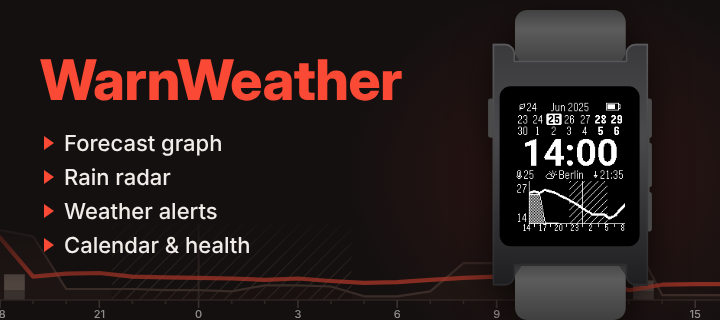 WarnWeather
Forecast graph
Rain radar
Weather alerts
Calendar & health
24 Jun 2025
23 24 25 26 27 28 29
30 1 2 3 4 5 6
14:00
25 Berlin 21:35
27
14
14 17 20 23 2 5 8
21 0 3 6 9 15